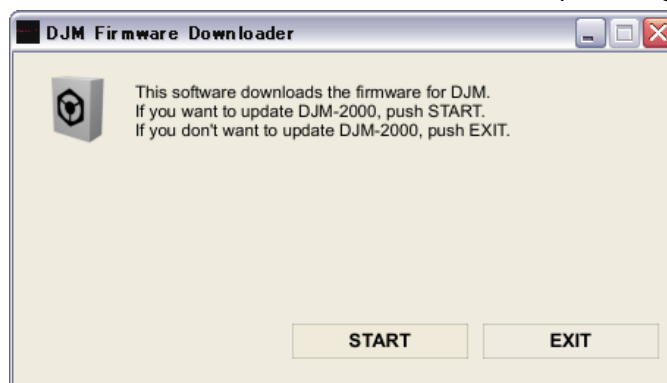 DJM Firmware Downloader
This software downloads the firmware for DJM.
If you want to update DJM-2000, push START.
If you don't want to update DJM-2000, push EXIT.
START
EXIT